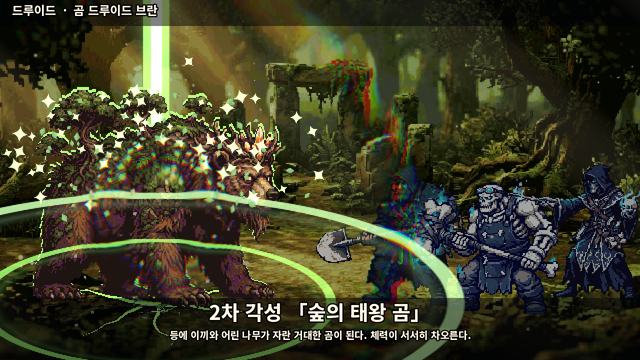 드루이드 · 곰 드루이드 브란
2차 각성 「숲의 태왕 곰」
등에 이끼와 어린 나무가 자란 거대한 곰이 된다. 체력이 서서히 차오른다.